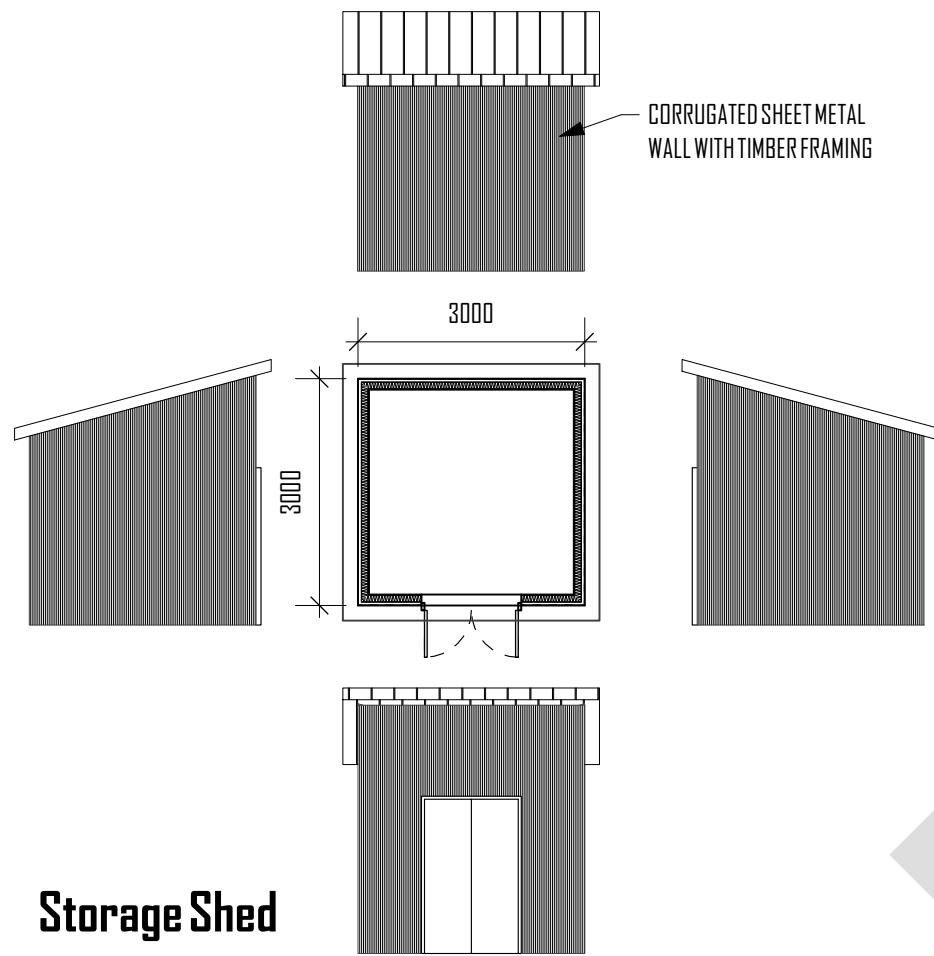 CORRUGATED SHEET METAL
WALL WITH TIMBER FRAMING
3000
3000
Storage Shed